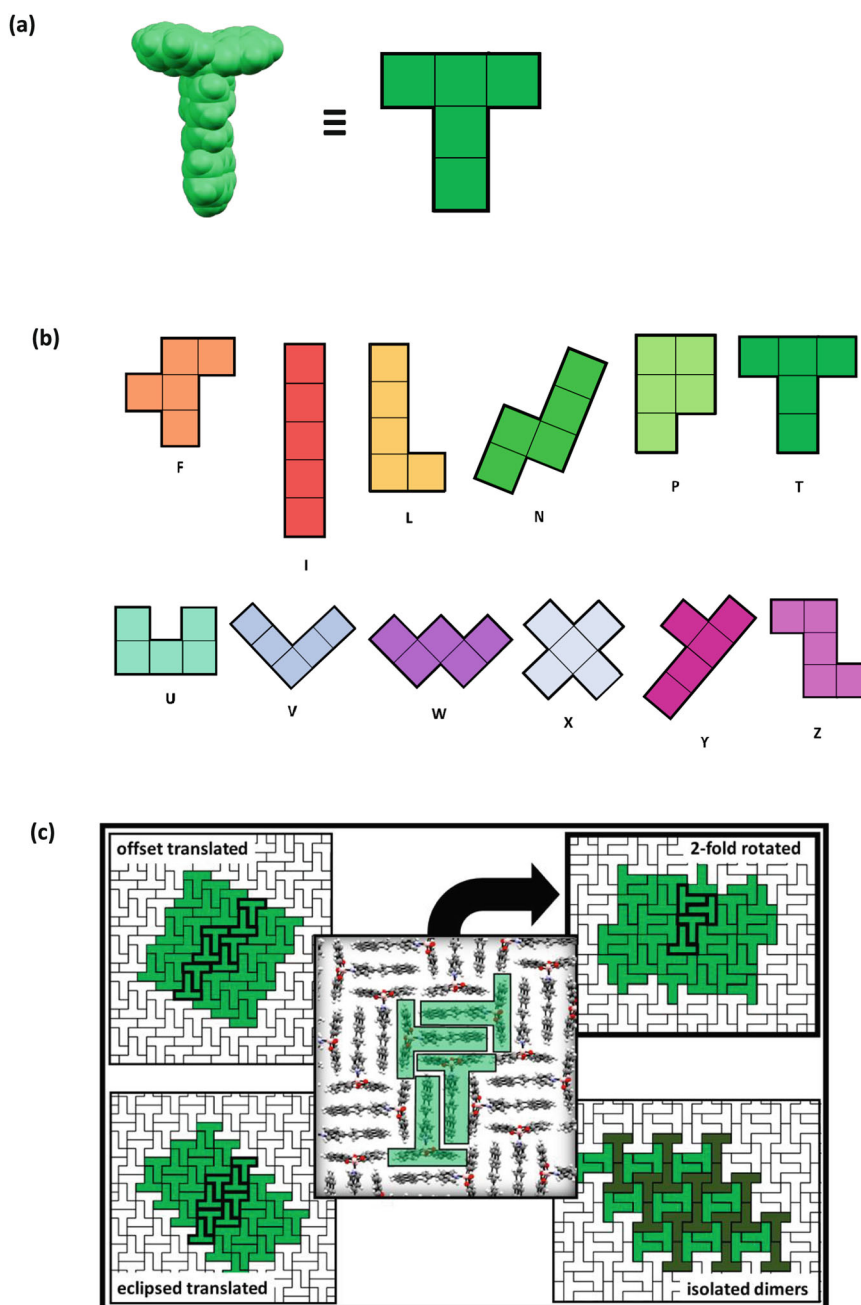 (a)
(b)
F
I
L
N
P
T
U
V
W
X
Y
Z
(c)
offset translated
2-fold rotated
eclipsed translated
isolated dimers